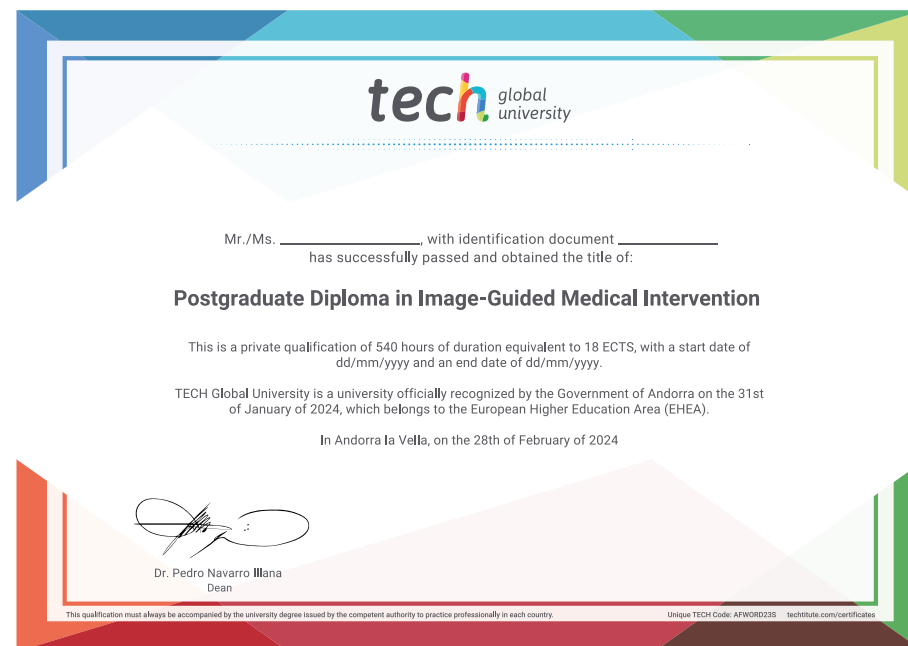 tech global university
Mr./Ms. ____________________, with identification document ______________
has successfully passed and obtained the title of:
Postgraduate Diploma in Image-Guided Medical Intervention
This is a private qualification of 540 hours of duration equivalent to 18 ECTS, with a start date of
dd/mm/yyyy and an end date of dd/mm/yyyy.
TECH Global University is a university officially recognized by the Government of Andorra on the 31st
of January of 2024, which belongs to the European Higher Education Area (EHEA).
In Andorra la Vella, on the 28th of February of 2024
Dr. Pedro Navarro Illana
Dean
This qualification must always be accompanied by the university degree issued by the competent authority to practice professionally in each country. Unique TECH Code: AFWORD23S techtitute.com/certificates